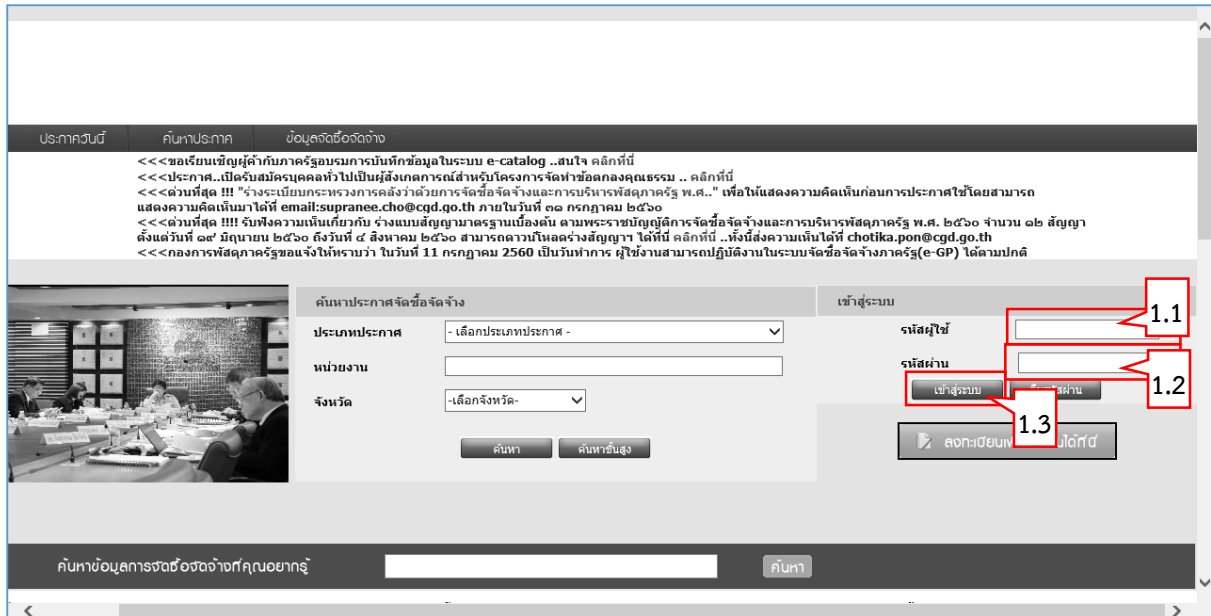 ประกาศวันนี้ ค้นหาประกาศ ข้อมูลจัดซื้อจัดจ้าง
<<<ขอเรียนเชิญผู้ค้ากับภาครัฐอบรมการบันทึกข้อมูลในระบบ e-catalog ..สนใจ คลิกที่นี่
<<<ประกาศ..เปิดรับสมัครบุคคลทั่วไปเป็นผู้สังเกตการณ์สำหรับโครงการจัดทำข้อตกลงคุณธรรม .. คลิกที่นี่
<<<ด่วนที่สุด !!! "ร่างระเบียบกระทรวงการคลังว่าด้วยการจัดซื้อจัดจ้างและการบริหารพัสดุภาครัฐ พ.ศ.." เพื่อให้แสดงความคิดเห็นก่อนการประกาศใช้โดยสามารถ
แสดงความคิดเห็นมาได้ที่ email:supranee.cho@cgd.go.th ภายในวันที่ ๓๑ กรกฎาคม ๒๕๖๐
<<<ด่วนที่สุด !!!! รับฟังความเห็นเกี่ยวกับ ร่างแบบสัญญามาตรฐานเบื้องต้น ตามพระราชบัญญัติการจัดซื้อจัดจ้างและการบริหารพัสดุภาครัฐ พ.ศ. ๒๕๖๐ จำนวน ๑๒ สัญญา
ตั้งแต่วันที่ ๑๙ มิถุนายน ๒๕๖๐ ถึงวันที่ ๔ สิงหาคม ๒๕๖๐ สามารถดาวน์โหลดร่างสัญญาฯ ได้ที่นี่ คลิกที่นี่ ..ทั้งนี้ส่งความเห็นได้ที่ chotika.pon@cgd.go.th
<<<กองการพัสดุภาครัฐขอแจ้งให้ทราบว่า ในวันที่ 11 กรกฎาคม 2560 เป็นวันทำการ ผู้ใช้งานสามารถปฏิบัติงานในระบบจัดซื้อจัดจ้างภาครัฐ(e-GP) ได้ตามปกติ
ค้นหาประกาศจัดซื้อจัดจ้าง
ประเภทประกาศ - เลือกประเภทประกาศ -
หน่วยงาน
จังหวัด -เลือกจังหวัด-
ค้นหา ค้นหาขั้นสูง
เข้าสู่ระบบ
รหัสผู้ใช้ 1.1
รหัสผ่าน 1.2
เข้าสู่ระบบ 1.3
ค้นหาข้อมูลการจัดซื้อจัดจ้างที่คุณอยากรู้ ค้นหา